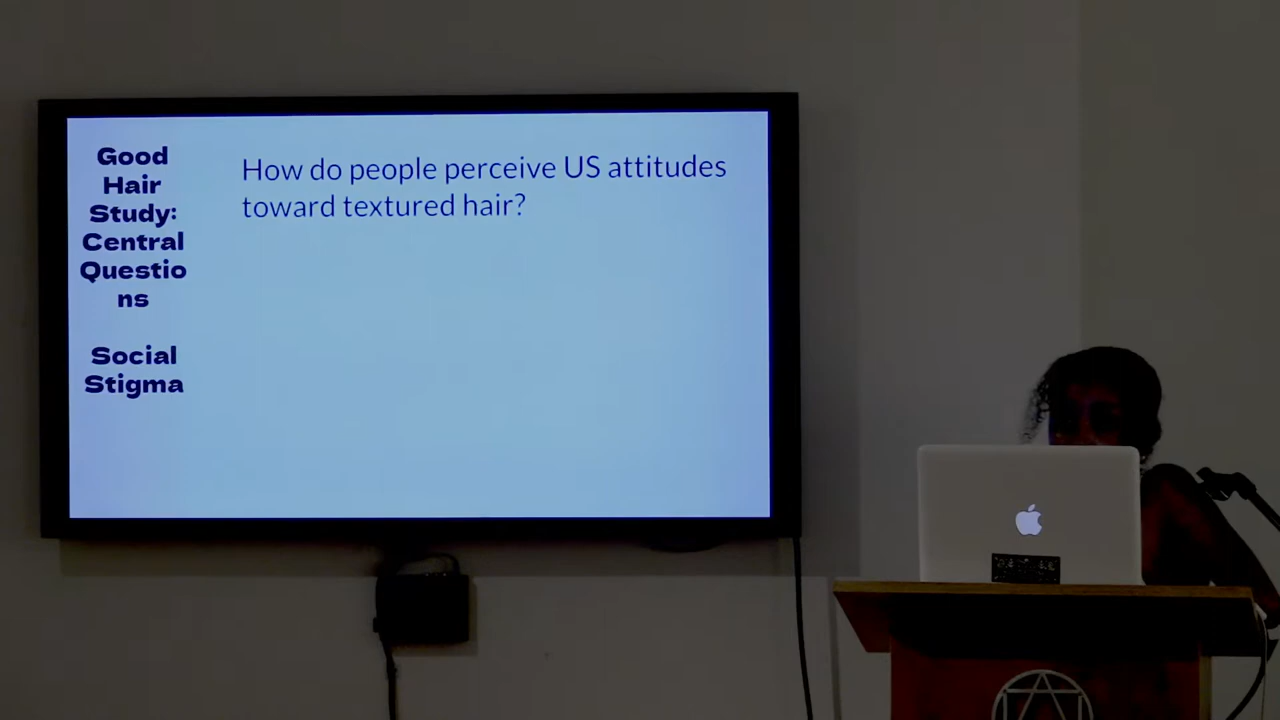 Good
Hair
Study:
Central
Questio
ns
Social
Stigma
How do people perceive US attitudes
toward textured hair?